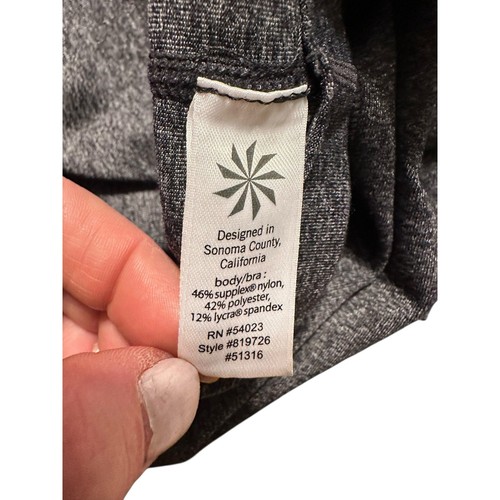 Designed in
Sonoma County,
California
body/bra :
46% supplex® nylon,
42% polyester,
12% lycra® spandex
RN #54023
Style #819726
#51316